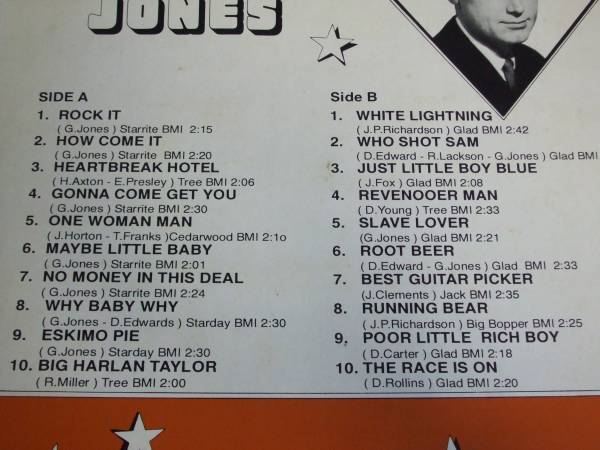 JONES
SIDE A
1. ROCK IT
( G.Jones ) Starrite BMI 2:15
2. HOW COME IT
( G.Jones ) Starrite BMI 2:20
3. HEARTBREAK HOTEL
( H.Axton - E.Presley ) Tree BMI 2:06
4. GONNA COME GET YOU
( G.Jones ) Starrite BMI 2:30
5. ONE WOMAN MAN
( J.Horton - T.Franks )Cedarwood BMI 2:1o
6. MAYBE LITTLE BABY
( G.Jones ) Starrite BMI 2:01
7. NO MONEY IN THIS DEAL
( G.Jones ) Starrite BMI 2:24
8. WHY BABY WHY
( G.Jones - D.Edwards ) Starday BMI 2:30
9. ESKIMO PIE
( G.Jones ) Starday BMI 2:30
10. BIG HARLAN TAYLOR
( R.Miller ) Tree BMI 2:00
Side B
1. WHITE LIGHTNING
( J.P.Richardson ) Glad BMI 2:42
2. WHO SHOT SAM
( D.Edward - R.Lackson - G.Jones ) Glad BMI
3. JUST LITTLE BOY BLUE
( J.Fox ) Glad BMI 2:08
4. REVENOOER MAN
( D.Young ) Tree BMI 2:33
5. SLAVE LOVER
(G.Jones ) Glad BMI 2:21
6. ROOT BEER
( D.Edward - G.Jones ) Glad BMI 2:33
7. BEST GUITAR PICKER
(J.Clements ) Jack BMI 2:35
8. RUNNING BEAR
( J.P.Richardson ) Big Bopper BMI 2:25
9. POOR LITTLE RICH BOY
( D.Carter ) Glad BMI 2:18
10. THE RACE IS ON
( D.Rollins ) Glad BMI 2:20